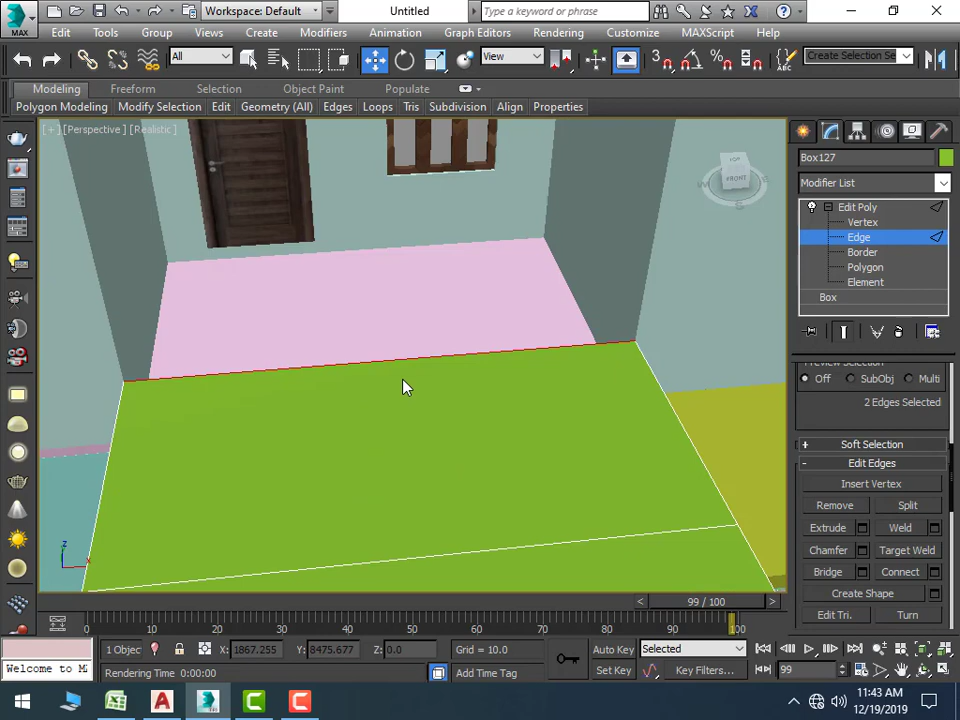 MAX
Workspace: Default
Untitled
Type a keyword or phrase
Edit
Tools
Group
Views
Create
Modifiers
Animation
Graph Editors
Rendering
Customize
MAXScript
Help
All
View
3
Create Selection Se
Modeling
Freeform
Selection
Object Paint
Populate
Polygon Modeling
Modify Selection
Edit
Geometry (All)
Edges
Loops
Tris
Subdivision
Align
Properties
[+][Perspective][Realistic]
TOP
FRONT
W
E
S
Box127
Modifier List
Edit Poly
Vertex
Edge
Border
Polygon
Element
Box
Preview Selection
Off
SubObj
Multi
2 Edges Selected
+ Soft Selection
- Edit Edges
Insert Vertex
Remove
Split
Extrude
Weld
Chamfer
Target Weld
Bridge
Connect
Create Shape
Edit Tri.
Turn
z
x
< 99 / 100 >
0 10 20 30 40 50 60 70 80 90 100
1 Objec
X: 1867.255
Y: 8475.677
Z: 0.0
Grid = 10.0
Auto Key
Selected
Welcome to M
Rendering Time 0:00:00
Add Time Tag
Set Key
Key Filters...
99
11:43 AM
12/19/2019